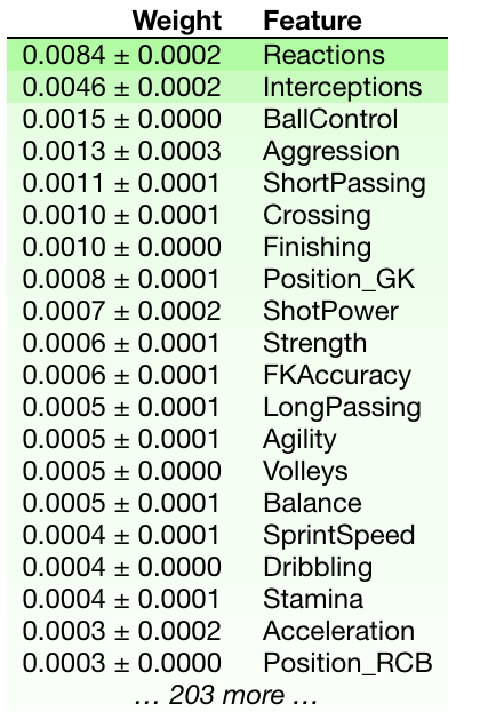 Weight Feature
0.0084 ± 0.0002 Reactions
0.0046 ± 0.0002 Interceptions
0.0015 ± 0.0000 BallControl
0.0013 ± 0.0003 Aggression
0.0011 ± 0.0001 ShortPassing
0.0010 ± 0.0001 Crossing
0.0010 ± 0.0000 Finishing
0.0008 ± 0.0001 Position_GK
0.0007 ± 0.0002 ShotPower
0.0006 ± 0.0001 Strength
0.0006 ± 0.0001 FKAccuracy
0.0005 ± 0.0001 LongPassing
0.0005 ± 0.0001 Agility
0.0005 ± 0.0000 Volleys
0.0005 ± 0.0001 Balance
0.0004 ± 0.0001 SprintSpeed
0.0004 ± 0.0000 Dribbling
0.0004 ± 0.0001 Stamina
0.0003 ± 0.0002 Acceleration
0.0003 ± 0.0000 Position_RCB
… 203 more …